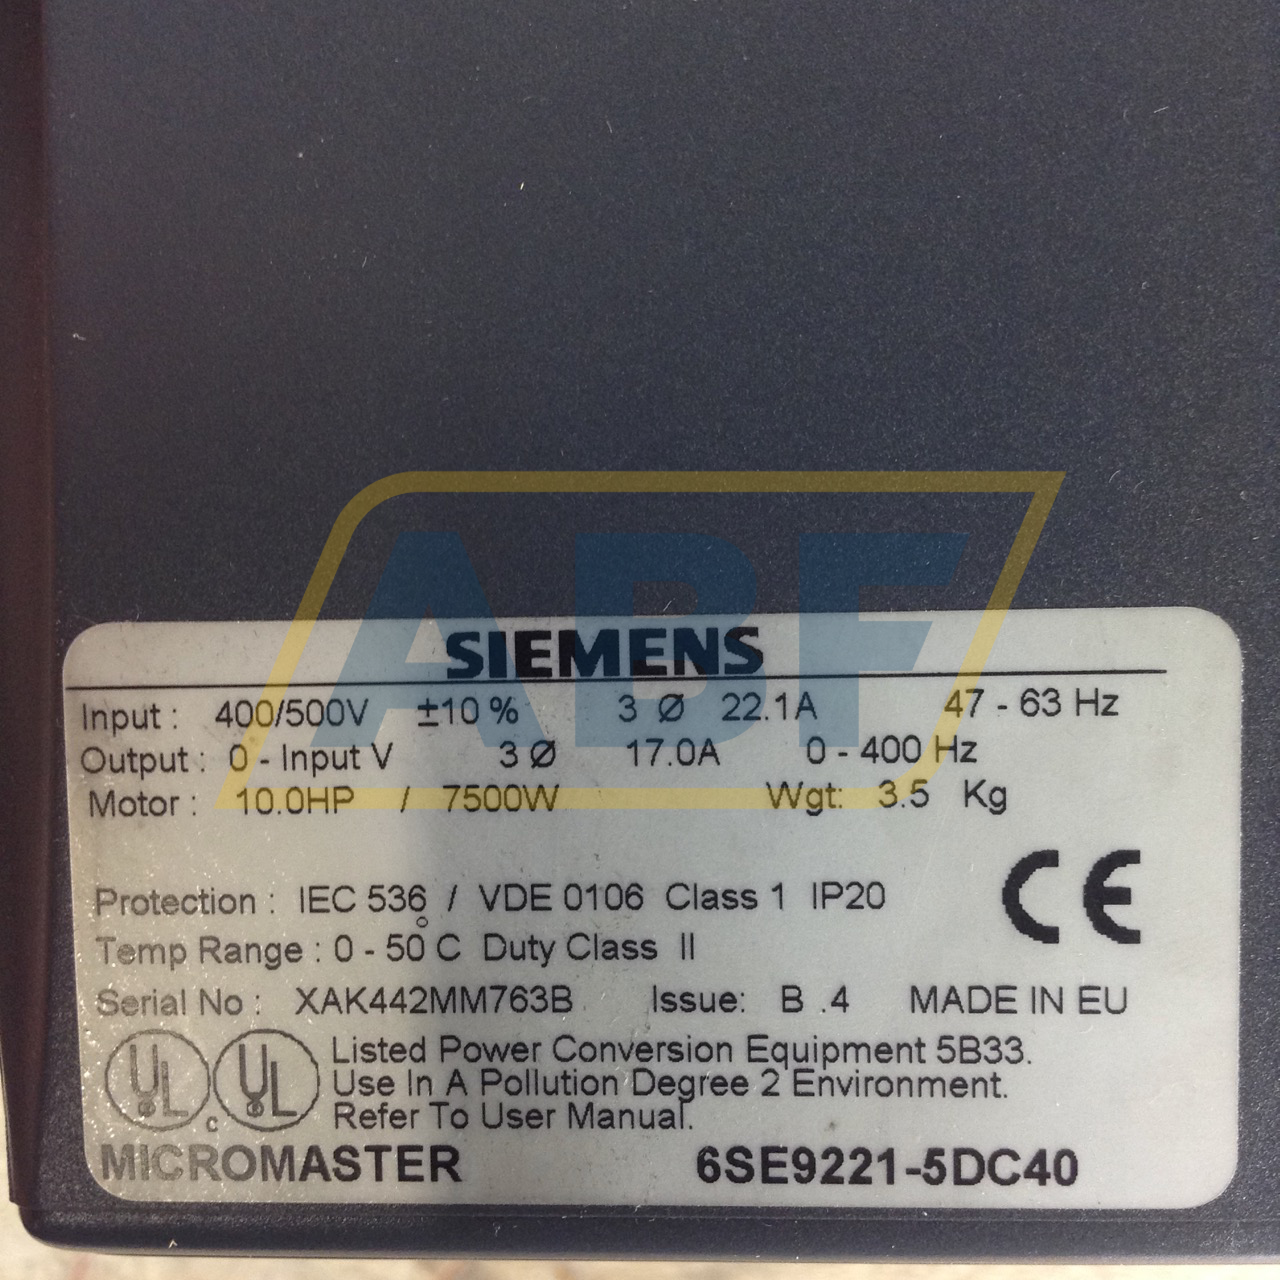 SIEMENS
Input : 400/500V ±10 % 3 Ø 22.1A 47 - 63 Hz
Output : 0 - Input V 3 Ø 17.0A 0 - 400 Hz
Motor : 10.0HP / 7500W Wgt: 3.5 Kg
ABF
Protection : IEC 536 / VDE 0106 Class 1 IP20
CE
Temp Range : 0 - 50°C Duty Class II
Serial No : XAK442MM763B Issue: B .4 MADE IN EU
UL c UL Listed Power Conversion Equipment 5B33.
Use In A Pollution Degree 2 Environment.
Refer To User Manual.
MICROMASTER 6SE9221-5DC40